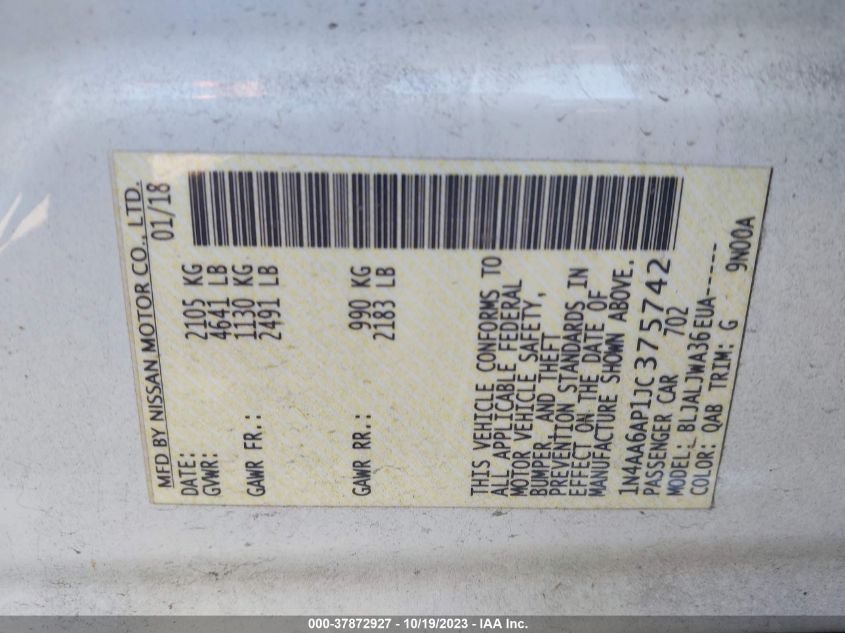 MFD BY NISSAN MOTOR CO., LTD.
DATE: 01/18
GVWR: 2105 KG
4641 LB
GAWR FR.: 1130 KG
2491 LB
GAWR RR.: 990 KG
2183 LB
THIS VEHICLE CONFORMS TO
ALL APPLICABLE FEDERAL
MOTOR VEHICLE SAFETY,
BUMPER, AND THEFT
PREVENTION STANDARDS IN
EFFECT ON THE DATE OF
MANUFACTURE SHOWN ABOVE.
1N4AA6AP1JC375742
PASSENGER CAR 702
MODEL: BLJALJWA36EUA-----
COLOR: QAB TRIM: G 9N00A
000-37872927 - 10/19/2023 - IAA Inc.